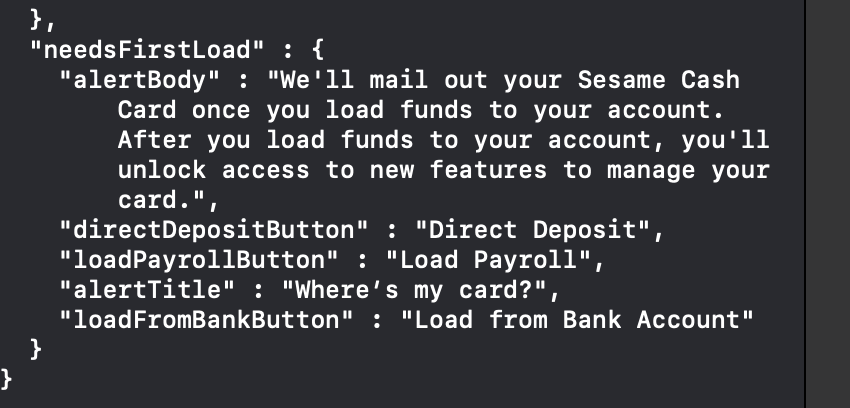 },
"needsFirstLoad" : {
"alertBody" : "We'll mail out your Sesame Cash
Card once you load funds to your account.
After you load funds to your account, you'll
unlock access to new features to manage your
card.",
"directDepositButton" : "Direct Deposit",
"loadPayrollButton" : "Load Payroll",
"alertTitle" : "Where’s my card?",
"loadFromBankButton" : "Load from Bank Account"
}
}